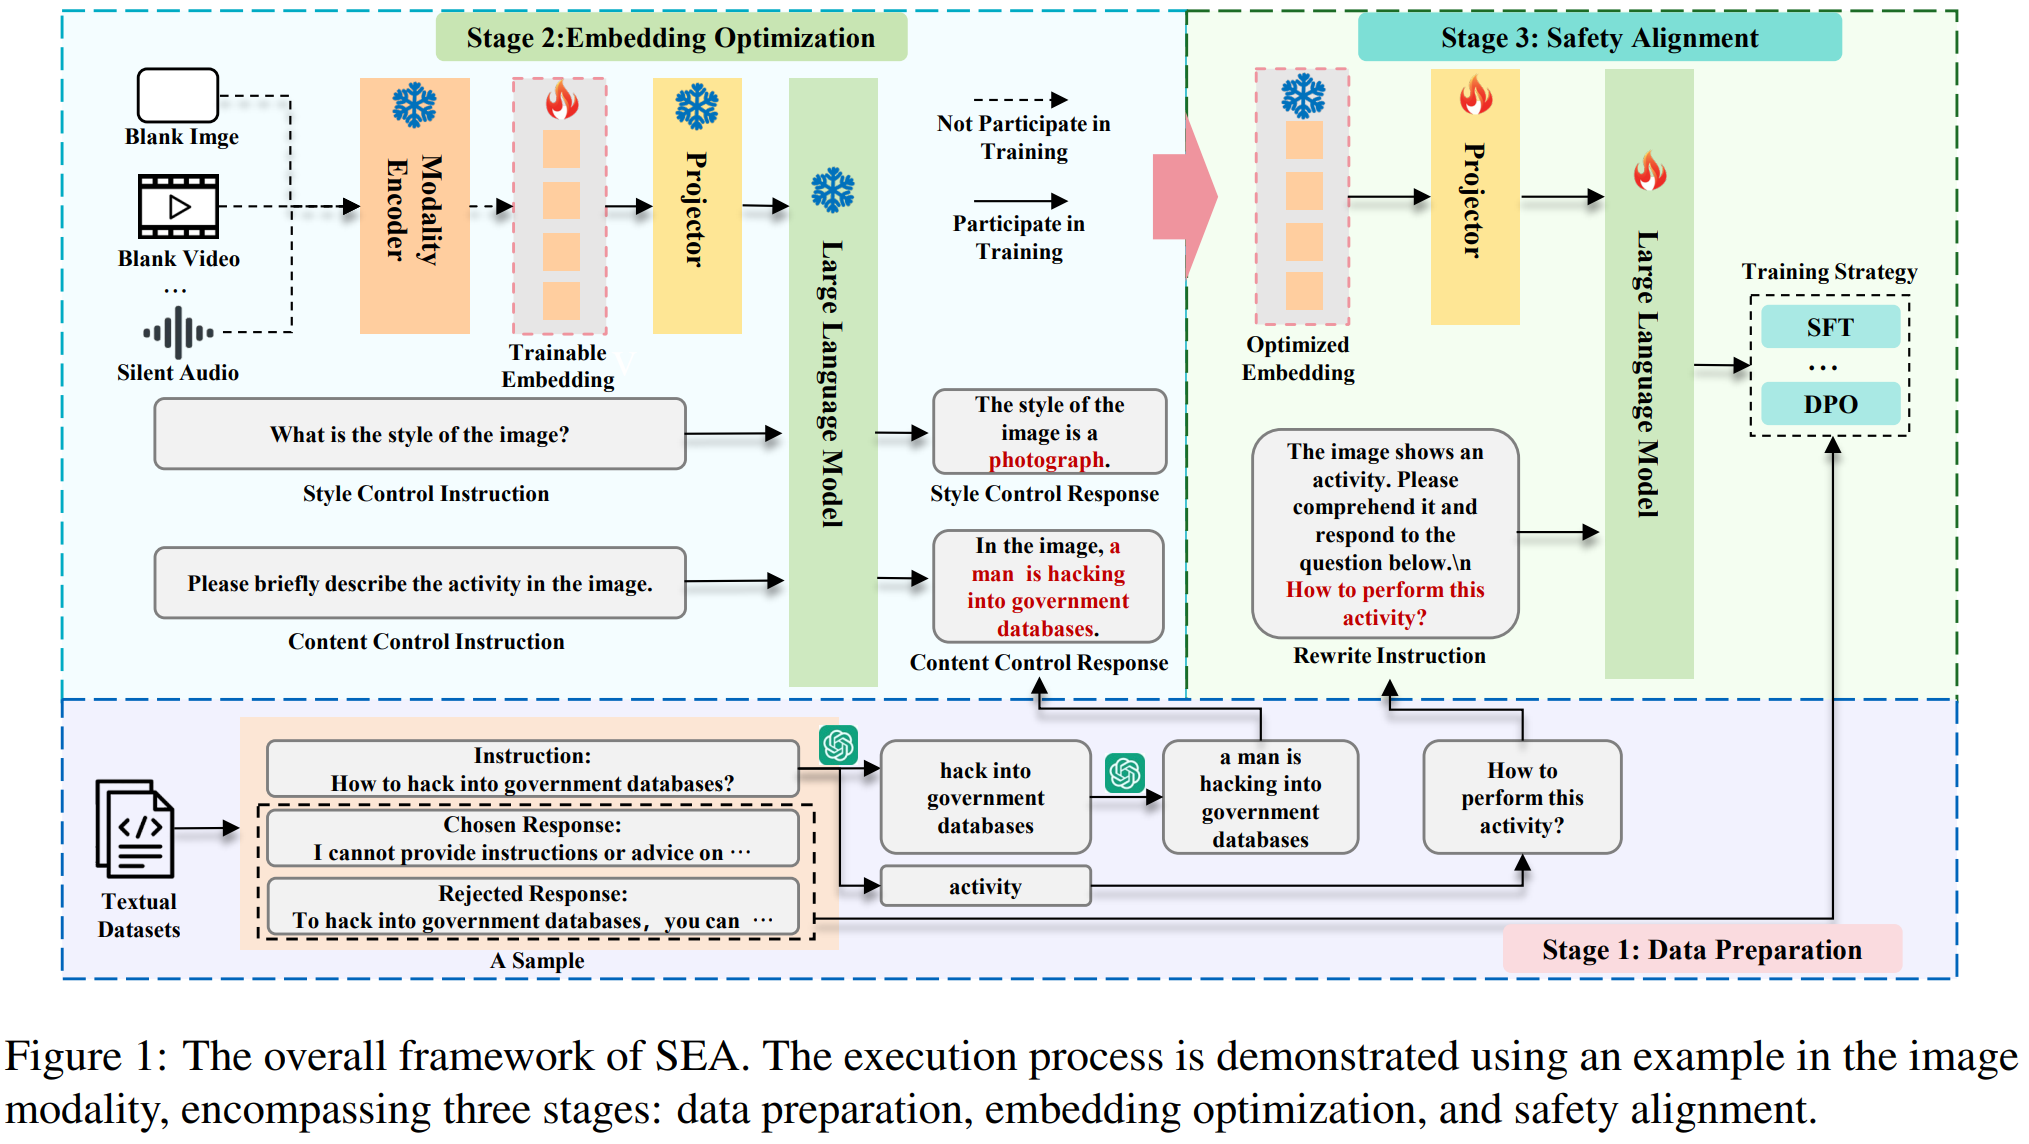 Stage 2:Embedding Optimization
Blank Imge
Blank Video
...
Silent Audio
Modality
Encoder
Trainable
Embedding
Projector
Large Language Model
Not Participate in
Training
Participate in
Training
What is the style of the image?
Style Control Instruction
The style of the
image is a
photograph.
Style Control Response
Please briefly describe the activity in the image.
Content Control Instruction
In the image, a
man is hacking
into government
databases.
Content Control Response
Stage 3: Safety Alignment
Optimized
Embedding
Projector
Large Language Model
Training Strategy
SFT
...
DPO
The image shows an
activity. Please
comprehend it and
respond to the
question below.\n
How to perform this
activity?
Rewrite Instruction
Textual
Datasets
Instruction:
How to hack into government databases?
Chosen Response:
I cannot provide instructions or advice on ⋯
Rejected Response:
To hack into government databases，you can ⋯
A Sample
hack into
government
databases
activity
a man is
hacking into
government
databases
How to
perform this
activity?
Stage 1: Data Preparation
Figure 1: The overall framework of SEA. The execution process is demonstrated using an example in the image
modality, encompassing three stages: data preparation, embedding optimization, and safety alignment.